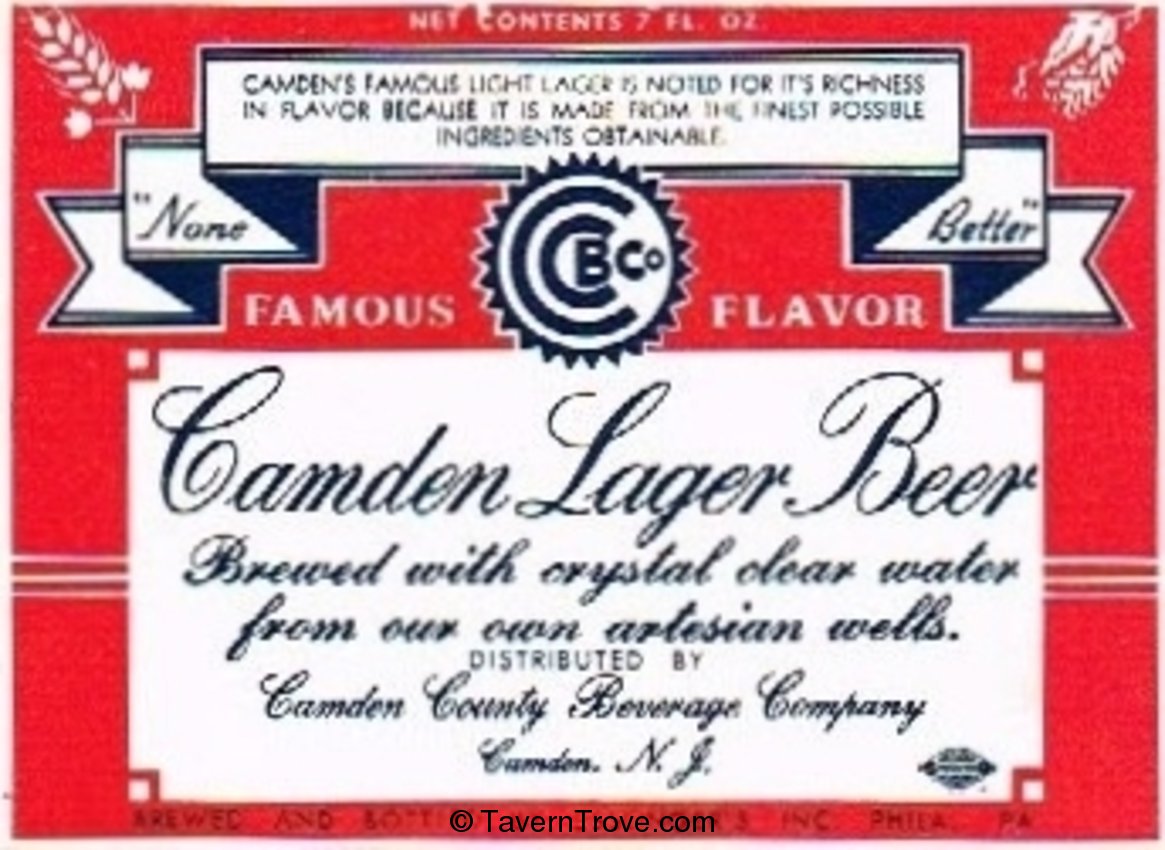 NET CONTENTS 7 FL. OZ.
CAMDEN'S FAMOUS LIGHT LAGER IS NOTED FOR IT'S RICHNESS
IN FLAVOR BECAUSE IT IS MADE FROM THE FINEST POSSIBLE
INGREDIENTS OBTAINABLE.
"None Better"
CCBCo
FAMOUS FLAVOR
Camden Lager Beer
Brewed with crystal clear water
from our own artesian wells.
DISTRIBUTED BY
Camden County Beverage Company
Camden, N. J.
BREWED AND INC. PHILA. PA
© TavernTrove.com